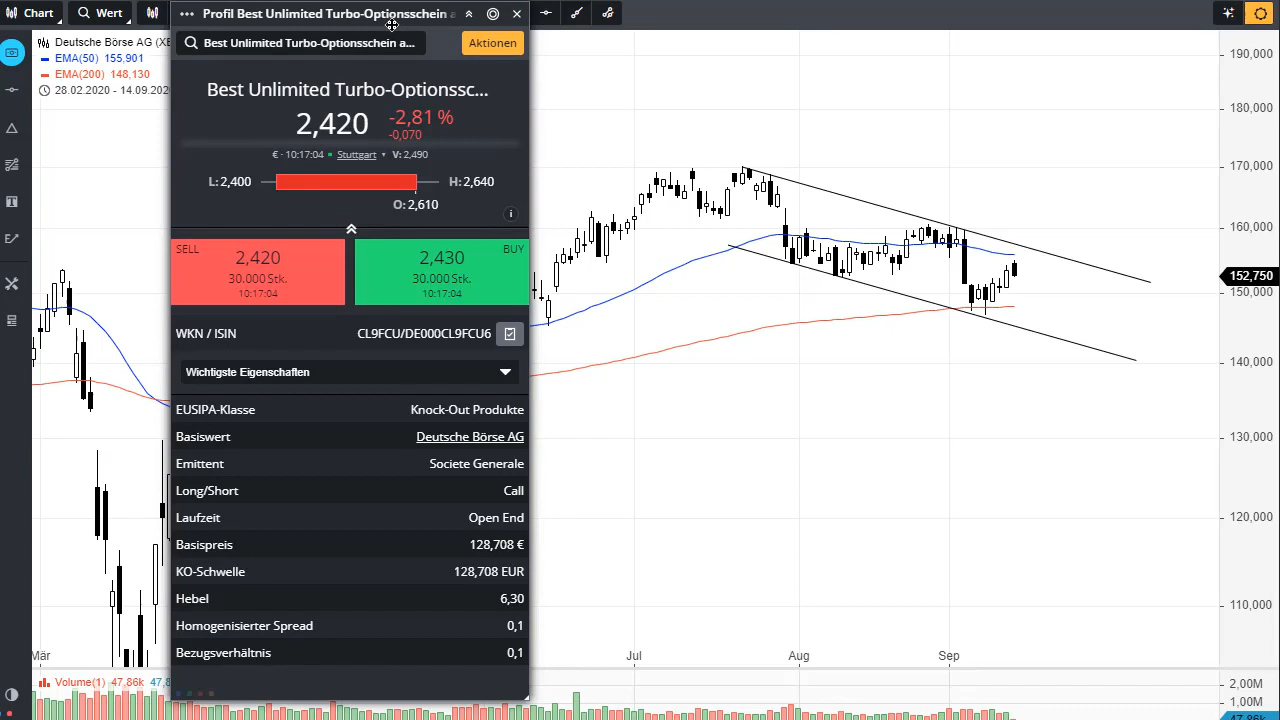 Chart
Wert
Profil Best Unlimited Turbo-Optionsschein
Best Unlimited Turbo-Optionsschein a...
Aktionen
Deutsche Börse AG
EMA(50) 155,901
EMA(200) 148,130
28.02.2020 - 14.09.202
Best Unlimited Turbo-Optionssc...
2,420
-2,81 %
-0,070
€ · 10:17:04 Stuttgart V: 2,490
L: 2,400
H: 2,640
O: 2,610
SELL
2,420
30.000 Stk.
10:17:04
BUY
2,430
30.000 Stk.
10:17:04
WKN / ISIN CL9FCU/DE000CL9FCU6
Wichtigste Eigenschaften
EUSIPA-Klasse Knock-Out Produkte
Basiswert Deutsche Börse AG
Emittent Societe Generale
Long/Short Call
Laufzeit Open End
Basispreis 128,708 €
KO-Schwelle 128,708 EUR
Hebel 6,30
Homogenisierter Spread 0,1
Bezugsverhältnis 0,1
190,000
180,000
170,000
160,000
152,750
150,000
140,000
130,000
120,000
110,000
Mär
Jul
Aug
Sep
Volume(1) 47,86k 47,8
2,00M
1,00M
47,86k